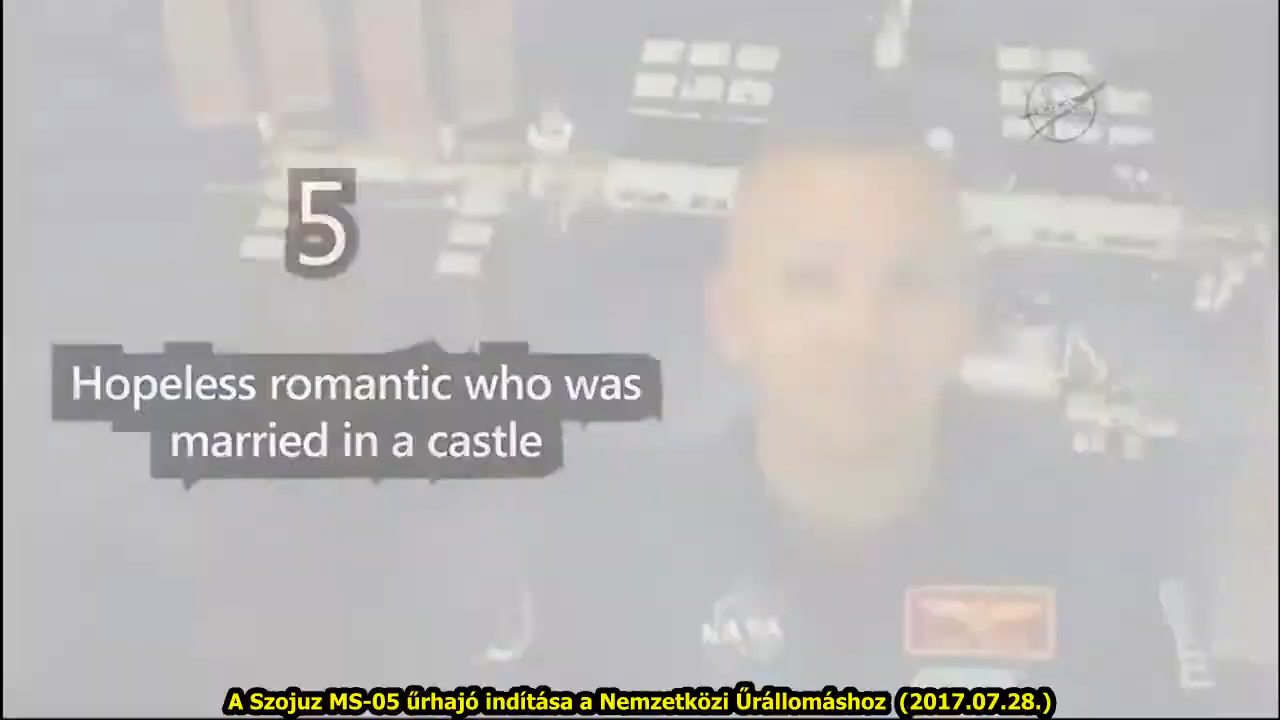 NASA
5
Hopeless romantic who was
married in a castle
NASA
A Szojuz MS-05 űrhajó indítása a Nemzetközi Űrállomáshoz (2017.07.28.)